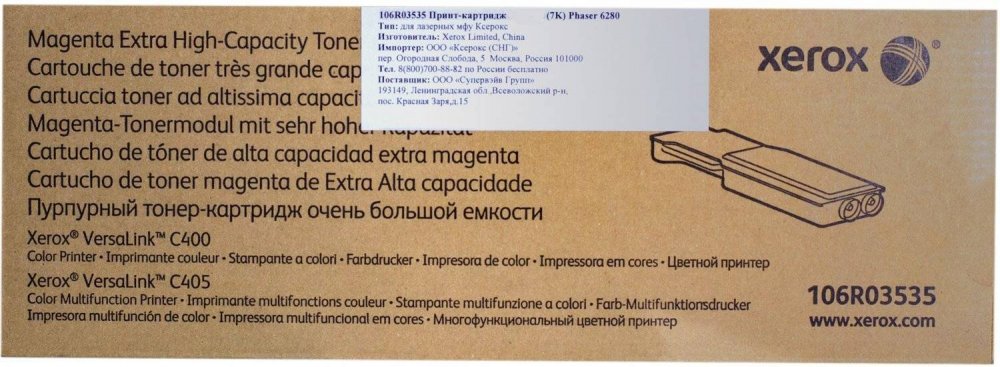 106R03535 Принт-картридж (7K) Phaser 6280
Тип: для лазерных мфу Ксерокс
Изготовитель: Xerox Limited, China
Импортер: ООО «Ксерокс (СНГ)»
пер. Огородная Слобода, 5 Москва, Россия 101000
Тел. 8(800)700-88-82 по России бесплатно
Поставщик: ООО «Супервэйв Групп»
193149, Ленинградская обл ,Всеволожский р-н,
пос. Красная Заря,д.15
xerox
Magenta Extra High-Capacity Tone
Cartouche de toner très grande cap
Cartuccia toner ad altissima capaci
Magenta-Tonermodul mit sehr hoher Kapazität
Cartucho de tóner de alta capacidad extra magenta
Cartucho de toner magenta de Extra Alta capacidade
Пурпурный тонер-картридж очень большой емкости
Xerox® VersaLink™ C400
Color Printer • Imprimante couleur • Stampante a colori • Farbdrucker • Impresora de color • Impressora em cores • Цветной принтер
Xerox® VersaLink™ C405
Color Multifunction Printer • Imprimante multifonctions couleur • Stampante multifunzione a colori • Farb-Multifunktionsdrucker
Impresora multifunción de color • Impressora multifuncional em cores • Многофункциональный цветной принтер
106R03535
www.xerox.com